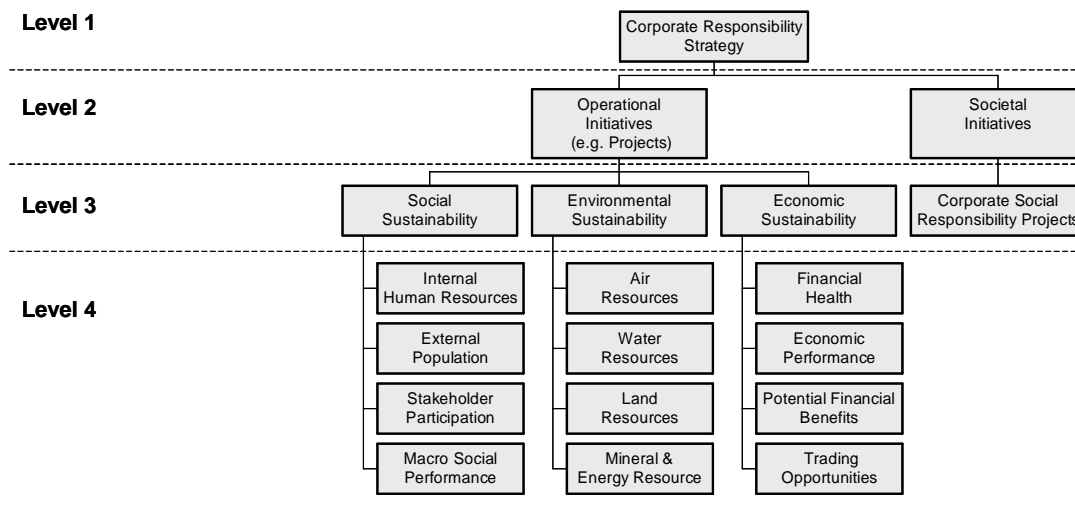 Level 1
Corporate Responsibility
Strategy
Level 2
Operational
Initiatives
(e.g. Projects)
Societal
Initiatives
Level 3
Social
Sustainability
Environmental
Sustainability
Economic
Sustainability
Corporate Social
Responsibility Projects
Level 4
Internal
Human Resources
External
Population
Stakeholder
Participation
Macro Social
Performance
Air
Resources
Water
Resources
Land
Resources
Mineral &
Energy Resource
Financial
Health
Economic
Performance
Potential Financial
Benefits
Trading
Opportunities